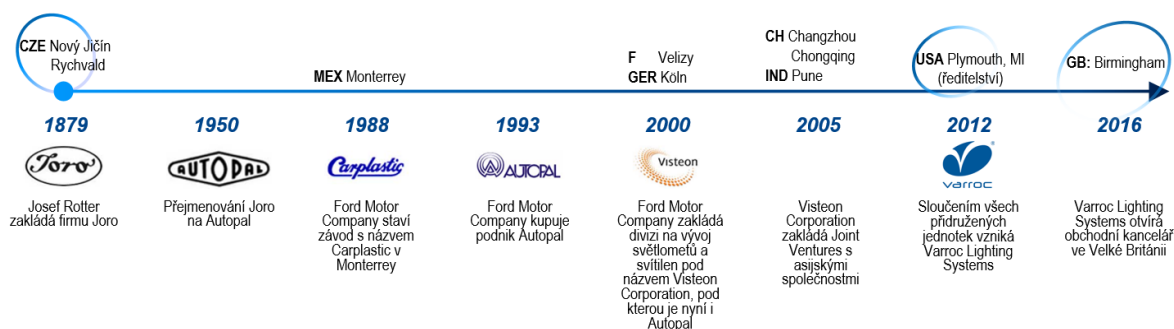 CZE Nový Jičín
Rychvald
MEX Monterrey
F Velizy
GER Köln
CH Changzhou
Chongqing
IND Pune
USA Plymouth, MI
(ředitelství)
GB: Birmingham
1879
1950
1988
1993
2000
2005
2012
2016
Joro
AUTOPAL
Carplastic
AUTOPAL
Visteon
varroc
Josef Rotter
zakládá firmu Joro
Přejmenování Joro
na Autopal
Ford Motor
Company staví
závod s názvem
Carplastic v
Monterrey
Ford Motor
Company kupuje
podnik Autopal
Ford Motor
Company zakládá
divizi na vývoj
světlometů a
svítilen pod
názvem Visteon
Corporation, pod
kterou je nyní i
Autopal
Visteon
Corporation
zakládá Joint
Ventures s
asijskými
společnostmi
Sloučením všech
přidružených
jednotek vzniká
Varroc Lighting
Systems
Varroc Lighting
Systems otvírá
obchodní kancelář
ve Velké Británii